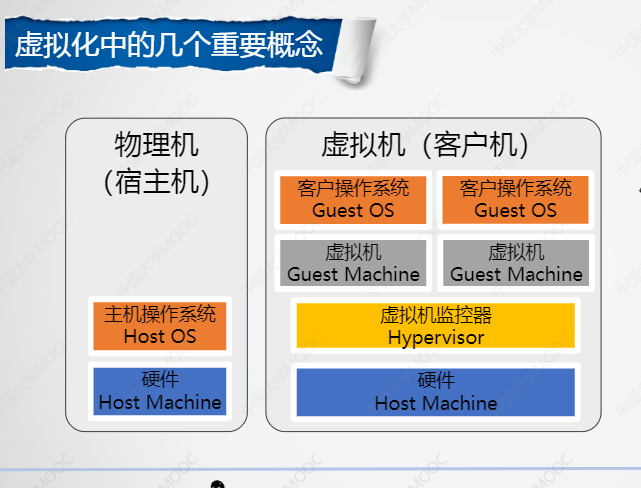 虚拟化中的几个重要概念
物理机
（宿主机）
虚拟机（客户机）
客户操作系统
Guest OS
客户操作系统
Guest OS
虚拟机
Guest Machine
虚拟机
Guest Machine
主机操作系统
Host OS
虚拟机监控器
Hypervisor
硬件
Host Machine
硬件
Host Machine
中国大学MOOC